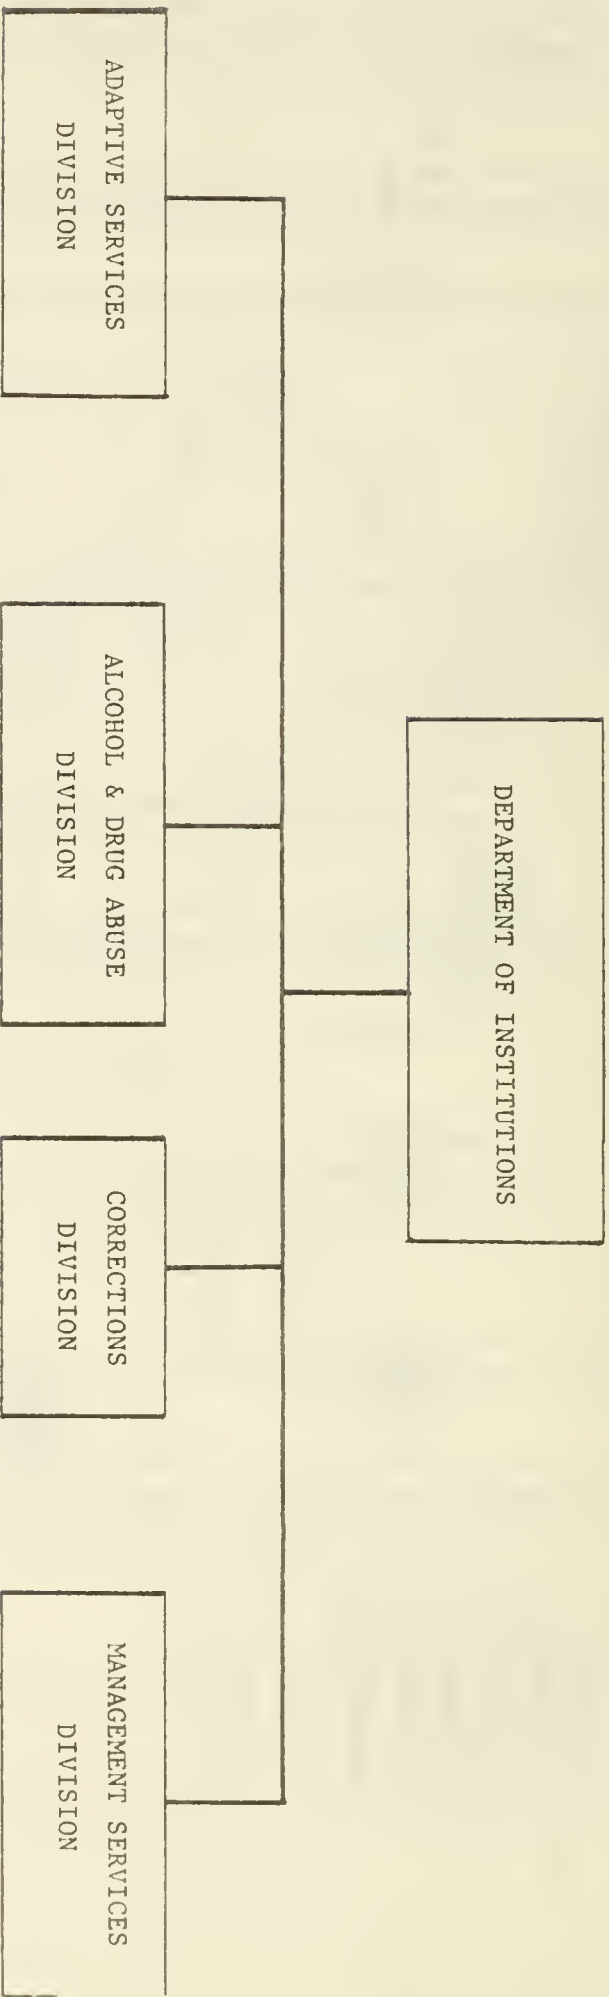 DEPARTMENT OF INSTITUTIONS
ADAPTIVE SERVICES
DIVISION
ALCOHOL & DRUG ABUSE
DIVISION
CORRECTIONS
DIVISION
MANAGEMENT SERVICES
DIVISION